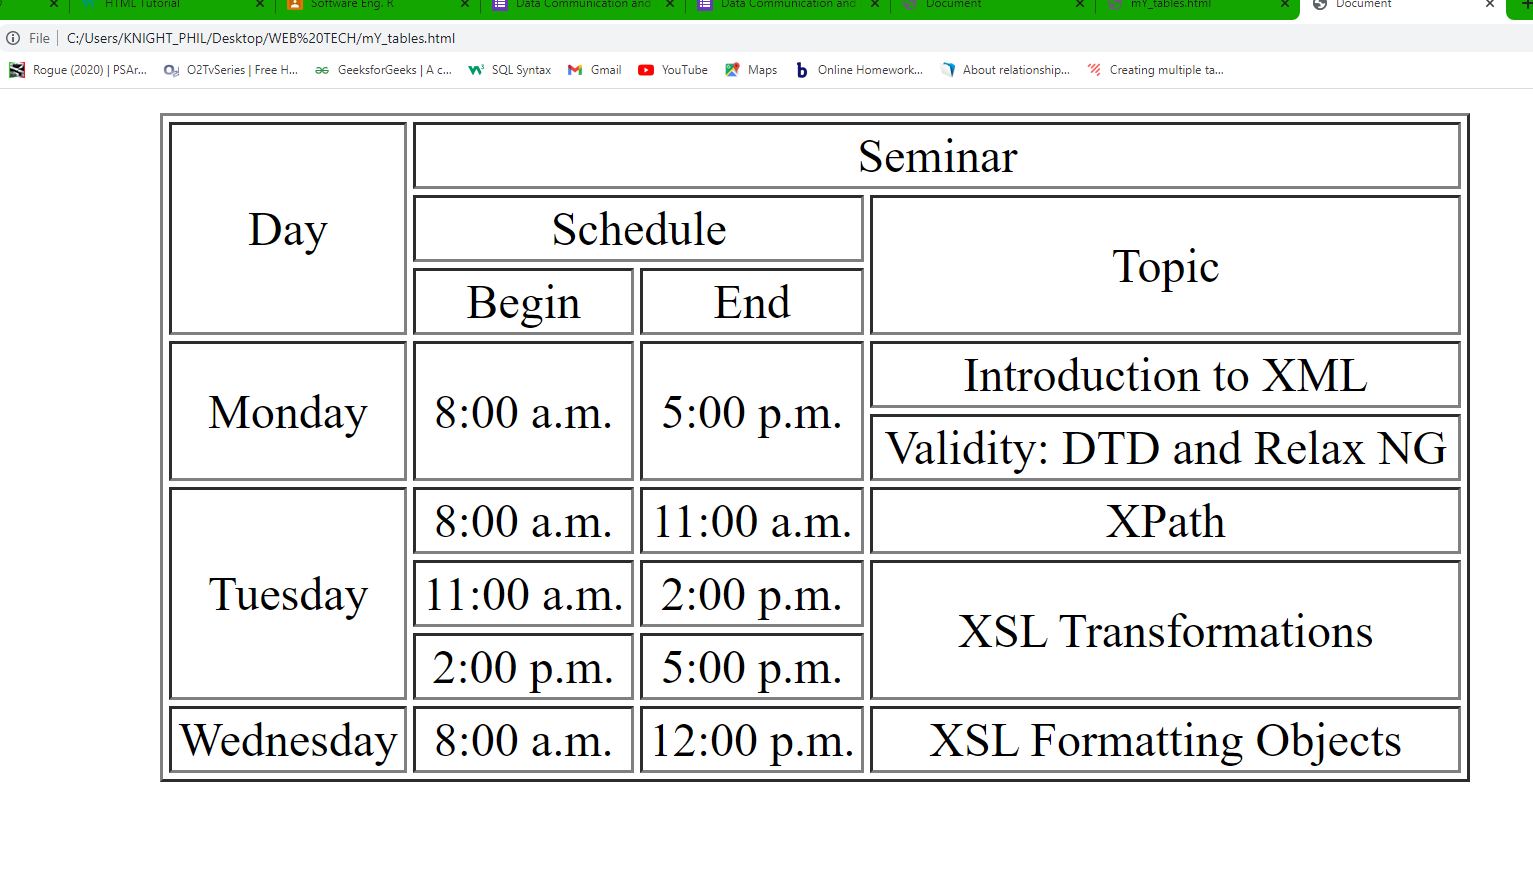 HTML Tutorial Software Eng. R Data Communication and Data Communication and Document mY_tables.html Document
File C:/Users/KNIGHT_PHIL/Desktop/WEB%20TECH/mY_tables.html
Rogue (2020) | PSAr... O2TvSeries | Free H... GeeksforGeeks | A c... SQL Syntax Gmail YouTube Maps Online Homework... About relationship... Creating multiple ta...
Day Seminar
Schedule Topic
Begin End
Monday 8:00 a.m. 5:00 p.m. Introduction to XML
Validity: DTD and Relax NG
Tuesday 8:00 a.m. 11:00 a.m. XPath
11:00 a.m. 2:00 p.m. XSL Transformations
2:00 p.m. 5:00 p.m.
Wednesday 8:00 a.m. 12:00 p.m. XSL Formatting Objects